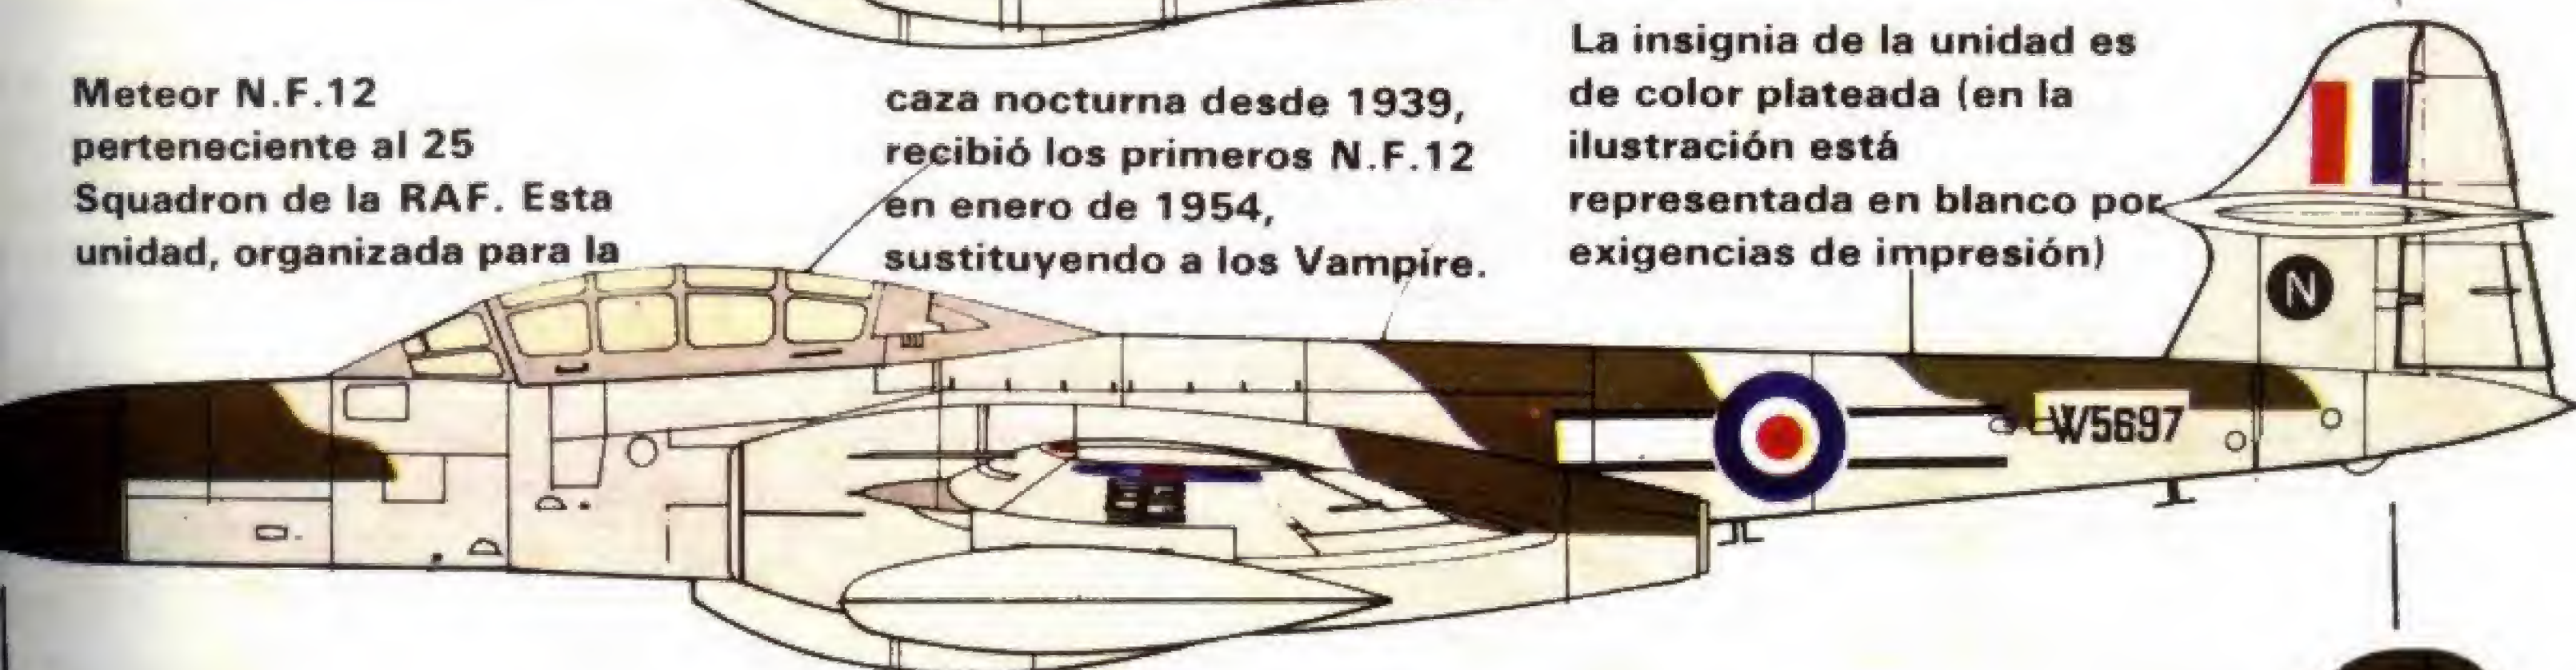 Meteor N.F.12
perteneciente al 25
Squadron de la RAF. Esta
unidad, organizada para la
caza nocturna desde 1939,
recibió los primeros N.F.12
en enero de 1954,
sustituyendo a los Vampire.
La insignia de la unidad es
de color plateada (en la
ilustración está
representada en blanco por
exigencias de impresión)
N
W5697